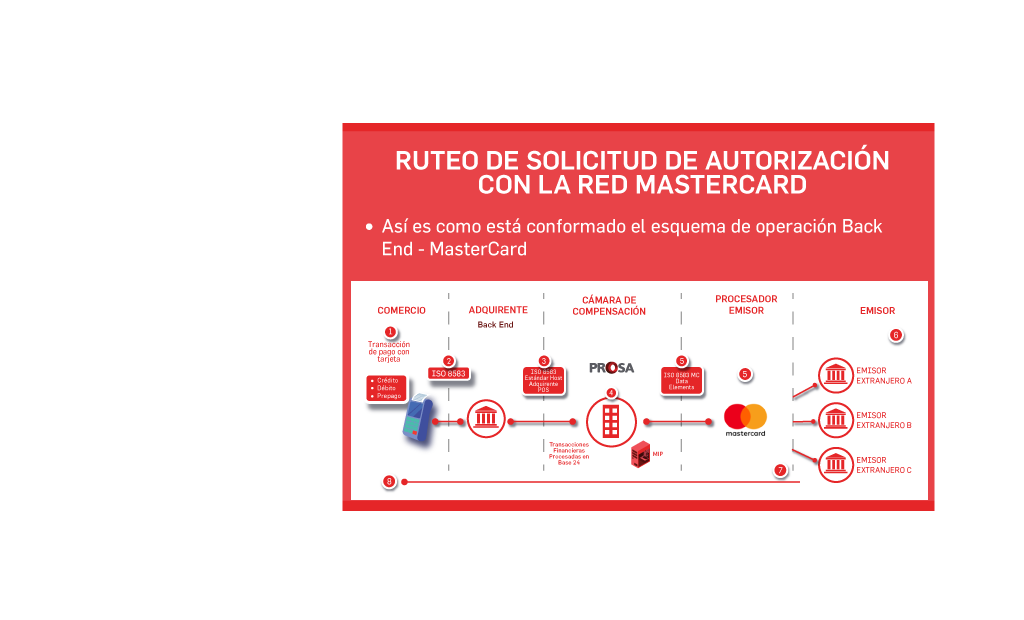 RUTEO DE SOLICITUD DE AUTORIZACIÓN
CON LA RED MASTERCARD
• Así es como está conformado el esquema de operación Back
End - MasterCard
COMERCIO
ADQUIRENTE
Back End
CÁMARA DE
COMPENSACIÓN
PROCESADOR
EMISOR
EMISOR
1
Transacción
de pago con
tarjeta
• Crédito
• Débito
• Prepago
2
ISO 8583
3
ISO 8583
Estándar Host
Adquirente
POS
PROSA
4
Transacciones
Financieras
Procesadas en
Base 24
MIP
5
ISO 8583 MC
Data
Elements
5
mastercard
6
EMISOR
EXTRANJERO A
EMISOR
EXTRANJERO B
EMISOR
EXTRANJERO C
7
8